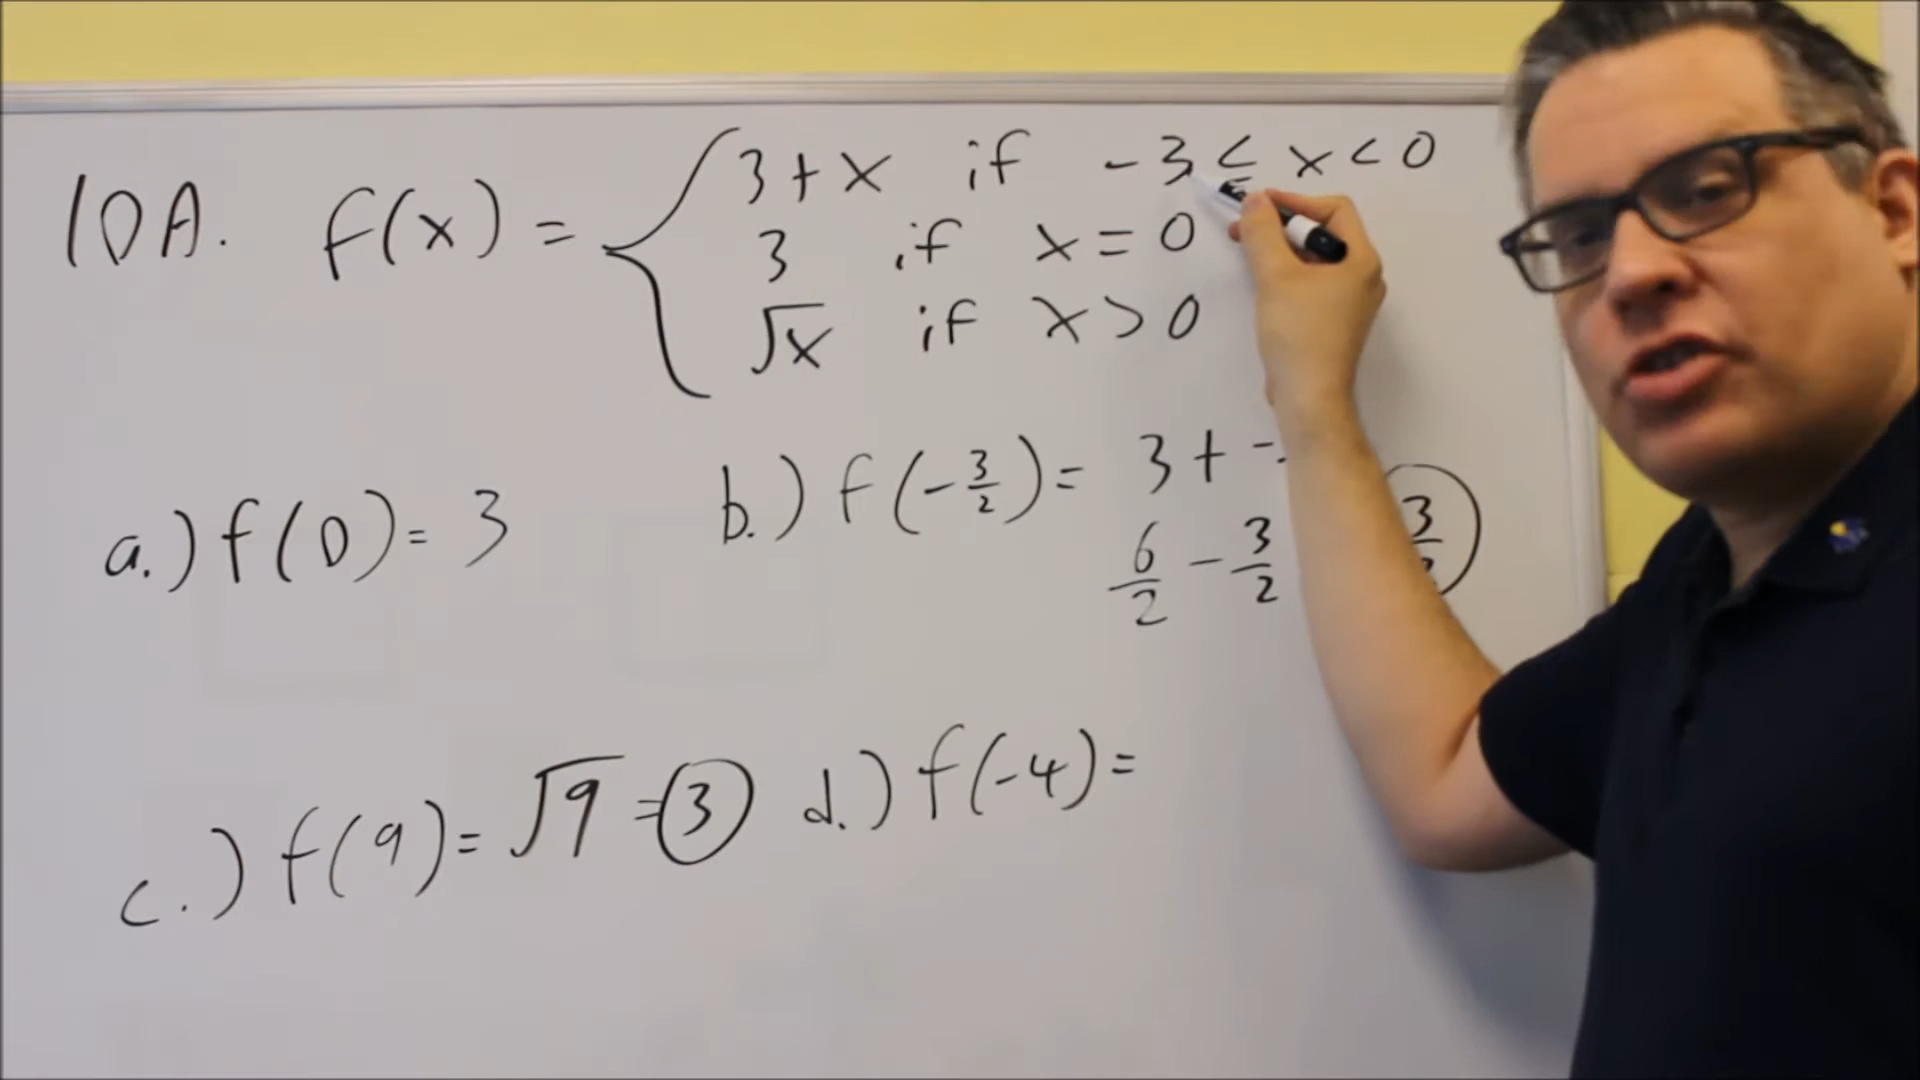 10A. f(x) = { 3 + x if -3 ≤ x < 0
3 if x = 0
√x if x > 0
a.) f(0) = 3
b.) f(-3/2) = 3 + -
6/2 - 3/2
3
c.) f(9) = √9 = 3
d.) f(-4) =